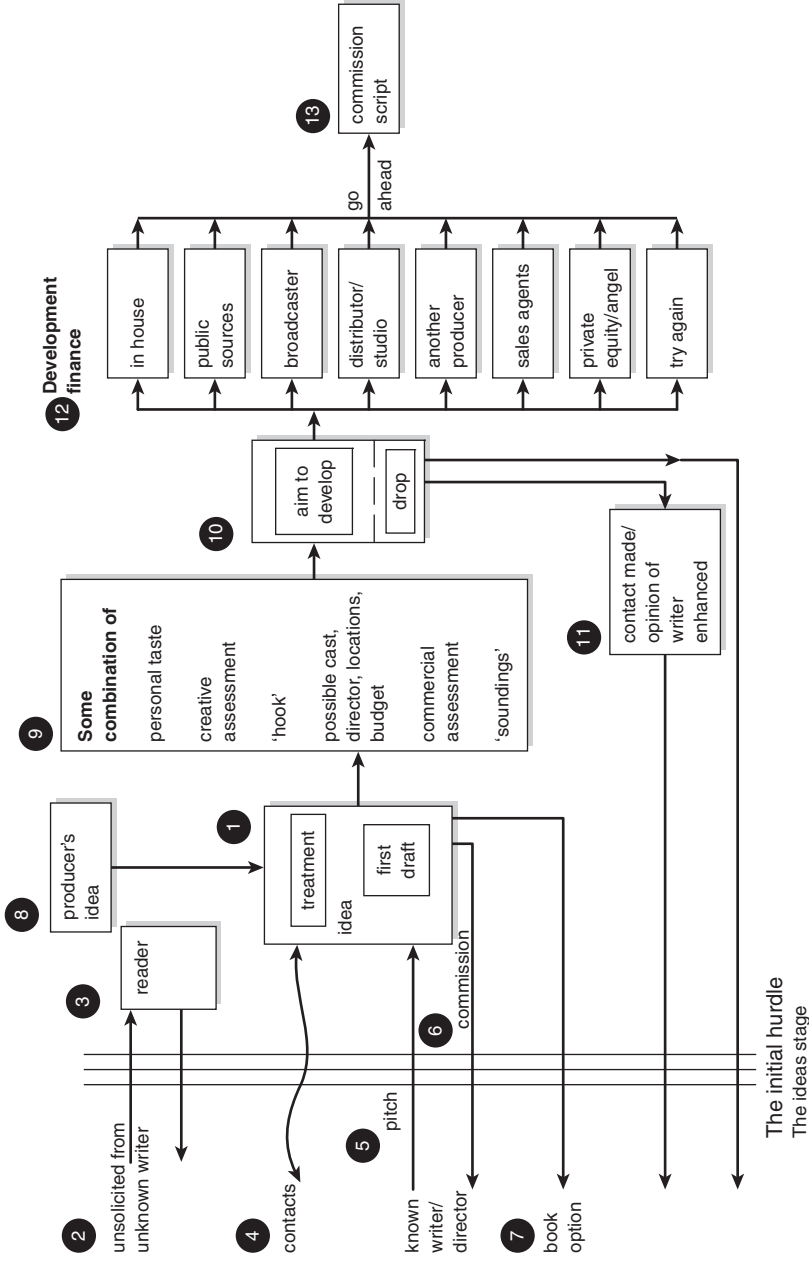 2
unsolicited from
unknown writer
4
contacts
5
pitch
known
writer/
director
7
book
option
The initial hurdle
The ideas stage
3
reader
8
producer's
idea
1
treatment
idea
first
draft
6
commission
9
Some
combination of
personal taste
creative
assessment
‘hook’
possible cast,
director, locations,
budget
commercial
assessment
‘soundings’
10
aim to
develop
drop
11
contact made/
opinion of
writer
enhanced
12
Development
finance
in house
public
sources
broadcaster
distributor/
studio
another
producer
sales agents
private
equity/angel
try again
go
ahead
13
commission
script